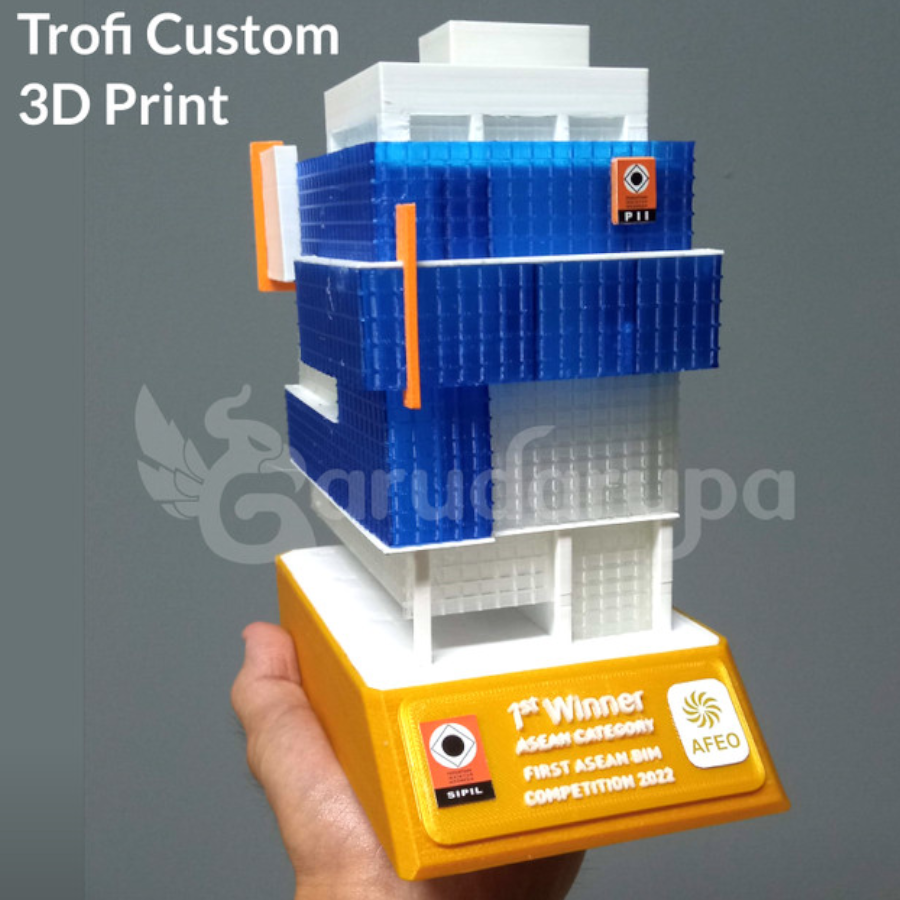 Trofi Custom
3D Print
PII
Garudarupa
1st Winner
ASEAN CATEGORY
FIRST ASEAN BIM
COMPETITION 2022
SIPIL
AFEO